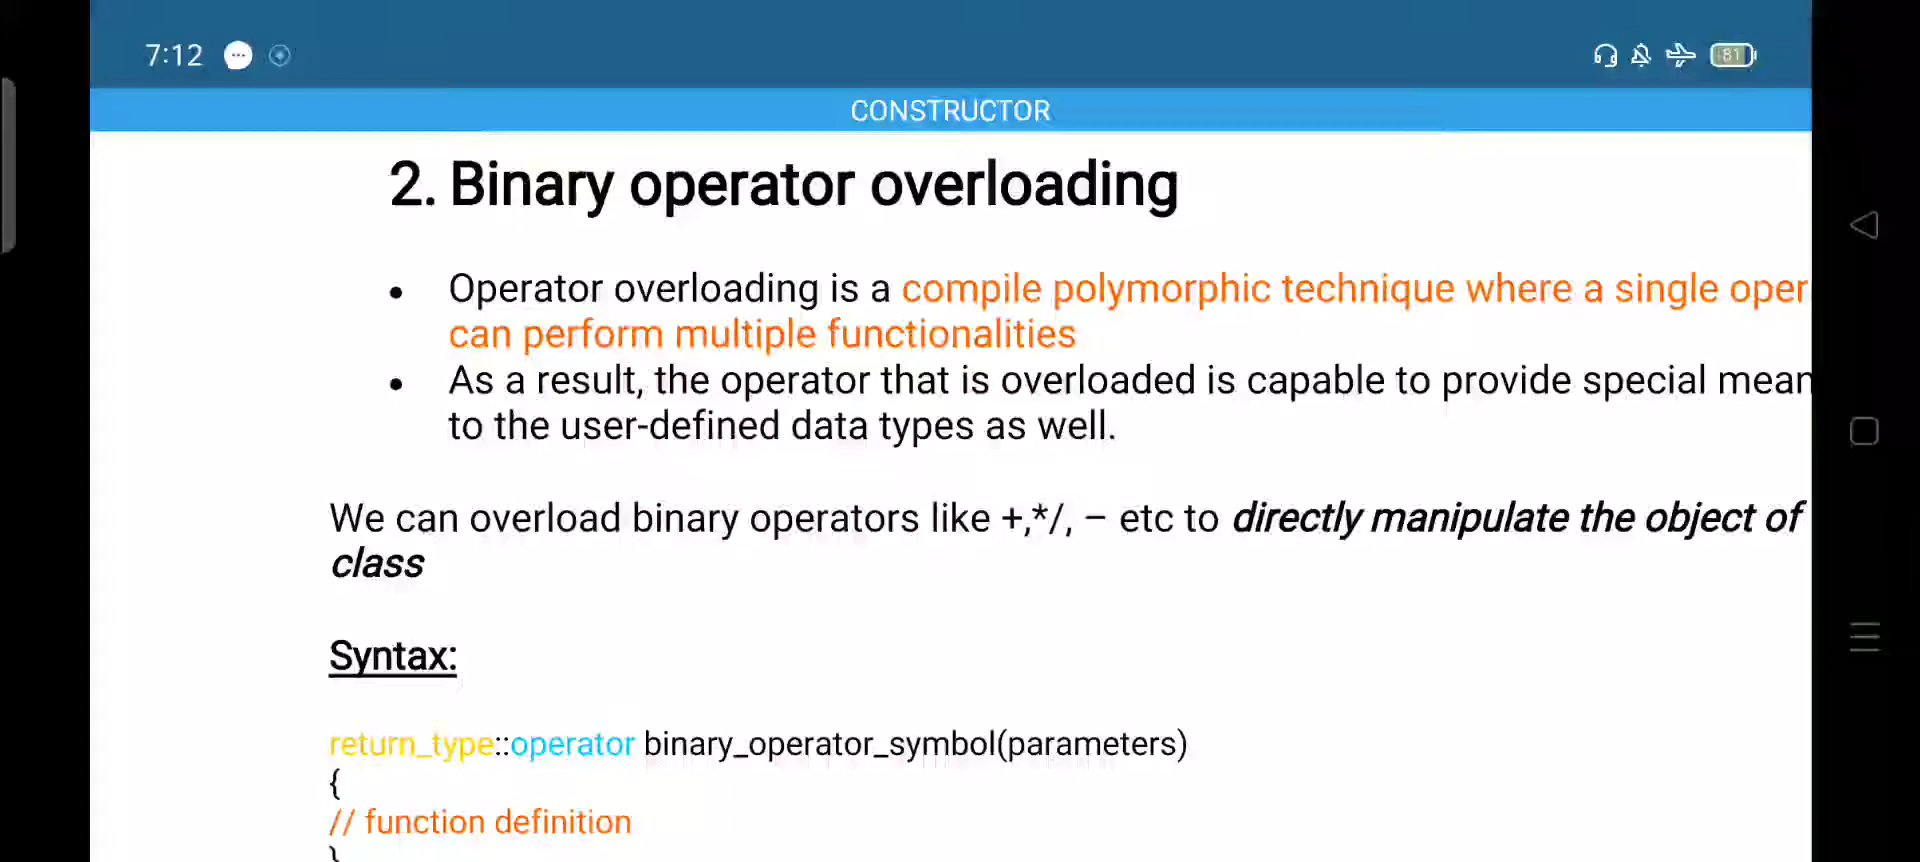 7:12
81
CONSTRUCTOR
2. Binary operator overloading
• Operator overloading is a compile polymorphic technique where a single oper
can perform multiple functionalities
• As a result, the operator that is overloaded is capable to provide special mean
to the user-defined data types as well.
We can overload binary operators like +,*/, – etc to directly manipulate the object of
class
Syntax:
return_type::operator binary_operator_symbol(parameters)
{
// function definition
}